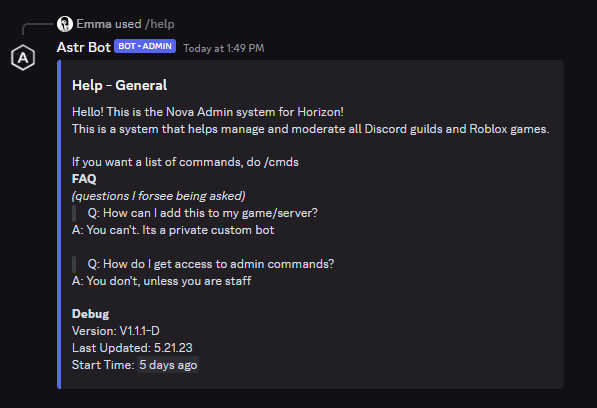 Emma used /help
Astr Bot BOT • ADMIN Today at 1:49 PM
A
Help - General
Hello! This is the Nova Admin system for Horizon!
This is a system that helps manage and moderate all Discord guilds and Roblox games.
If you want a list of commands, do /cmds
FAQ
(questions I forsee being asked)
Q: How can I add this to my game/server?
A: You can't. Its a private custom bot
Q: How do I get access to admin commands?
A: You don't, unless you are staff
Debug
Version: V1.1.1-D
Last Updated: 5.21.23
Start Time: 5 days ago